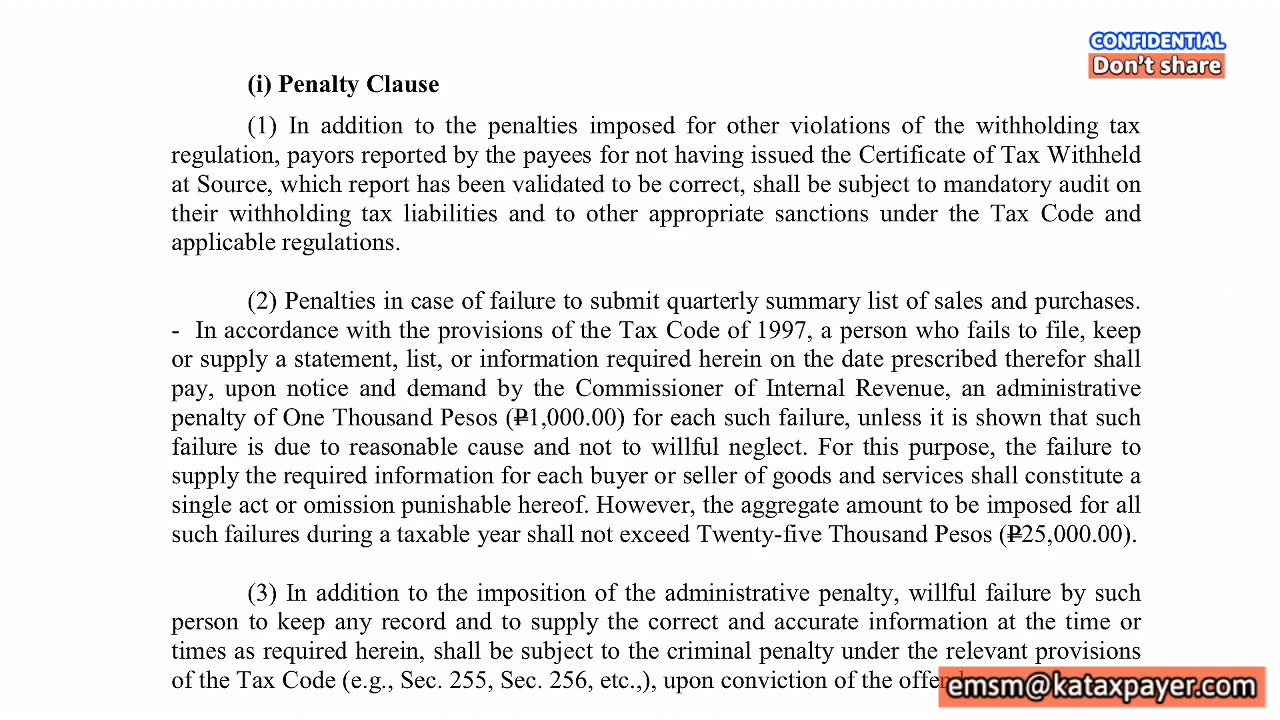 CONFIDENTIAL
Don't share
(i) Penalty Clause
(1) In addition to the penalties imposed for other violations of the withholding tax
regulation, payors reported by the payees for not having issued the Certificate of Tax Withheld
at Source, which report has been validated to be correct, shall be subject to mandatory audit on
their withholding tax liabilities and to other appropriate sanctions under the Tax Code and
applicable regulations.
(2) Penalties in case of failure to submit quarterly summary list of sales and purchases.
- In accordance with the provisions of the Tax Code of 1997, a person who fails to file, keep
or supply a statement, list, or information required herein on the date prescribed therefor shall
pay, upon notice and demand by the Commissioner of Internal Revenue, an administrative
penalty of One Thousand Pesos (₱1,000.00) for each such failure, unless it is shown that such
failure is due to reasonable cause and not to willful neglect. For this purpose, the failure to
supply the required information for each buyer or seller of goods and services shall constitute a
single act or omission punishable hereof. However, the aggregate amount to be imposed for all
such failures during a taxable year shall not exceed Twenty-five Thousand Pesos (₱25,000.00).
(3) In addition to the imposition of the administrative penalty, willful failure by such
person to keep any record and to supply the correct and accurate information at the time or
times as required herein, shall be subject to the criminal penalty under the relevant provisions
of the Tax Code (e.g., Sec. 255, Sec. 256, etc.,), upon conviction of the
emsm@kataxpayer.com